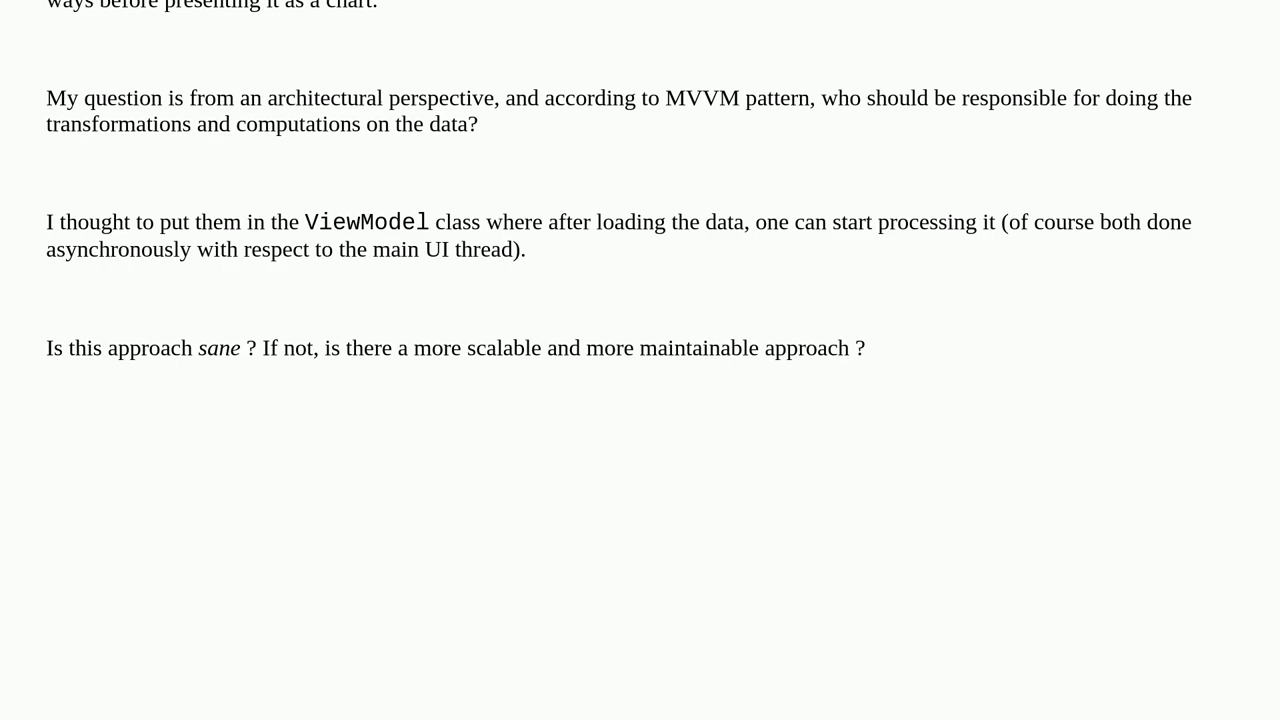 ways before presenting it as a chart.
My question is from an architectural perspective, and according to MVVM pattern, who should be responsible for doing the
transformations and computations on the data?
I thought to put them in the ViewModel class where after loading the data, one can start processing it (of course both done
asynchronously with respect to the main UI thread).
Is this approach sane ? If not, is there a more scalable and more maintainable approach ?